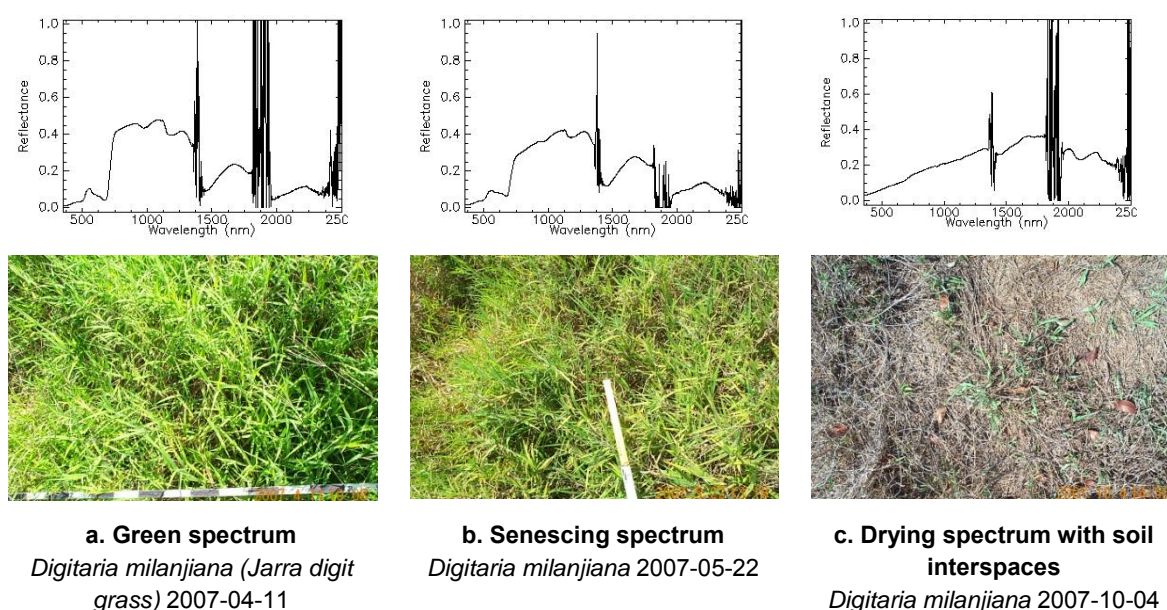 1.0
0.8
0.6
0.4
0.2
0.0
Reflectance
500 1000 1500 2000 250
Wavelength (nm)
1.0
0.8
0.6
0.4
0.2
0.0
Reflectance
500 1000 1500 2000 250
Wavelength (nm)
1.0
0.8
0.6
0.4
0.2
0.0
Reflectance
500 1000 1500 2000 250
Wavelength (nm)
a. Green spectrum
Digitaria milanjiana (Jarra digit
grass) 2007-04-11
b. Senescing spectrum
Digitaria milanjiana 2007-05-22
c. Drying spectrum with soil
interspaces
Digitaria milanjiana 2007-10-04